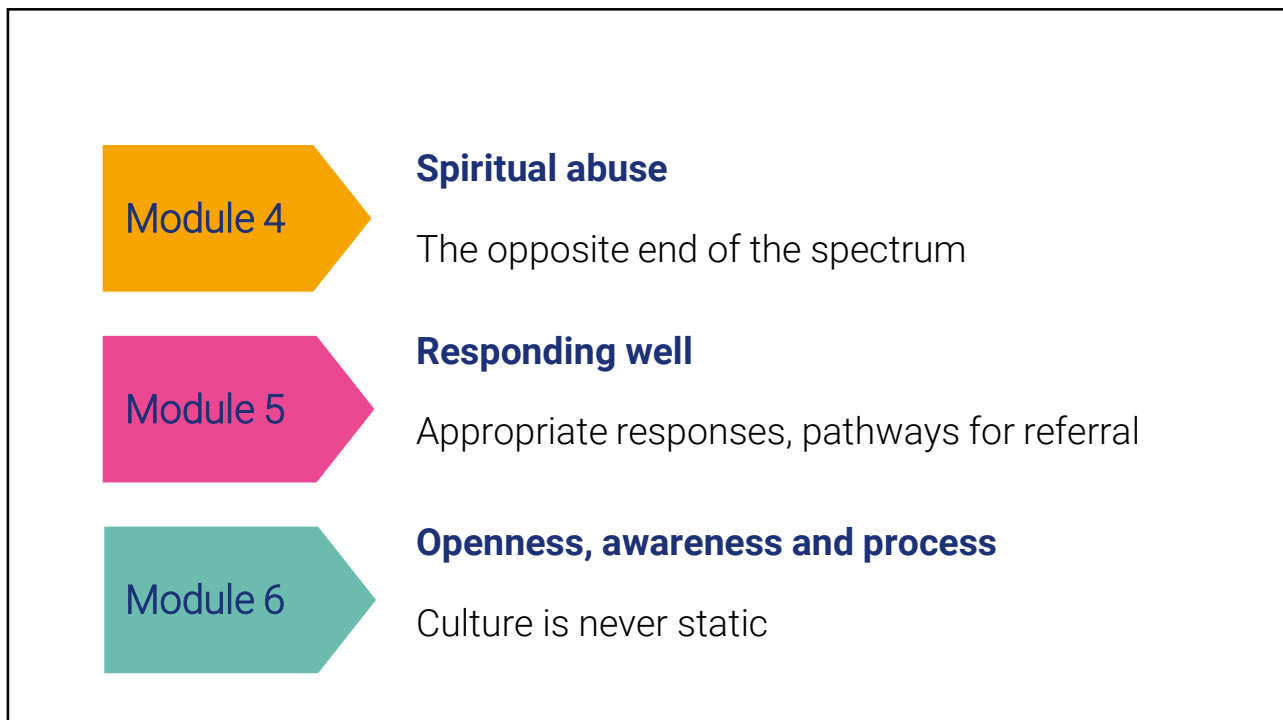 Module 4
Spiritual abuse
The opposite end of the spectrum
Module 5
Responding well
Appropriate responses, pathways for referral
Module 6
Openness, awareness and process
Culture is never static